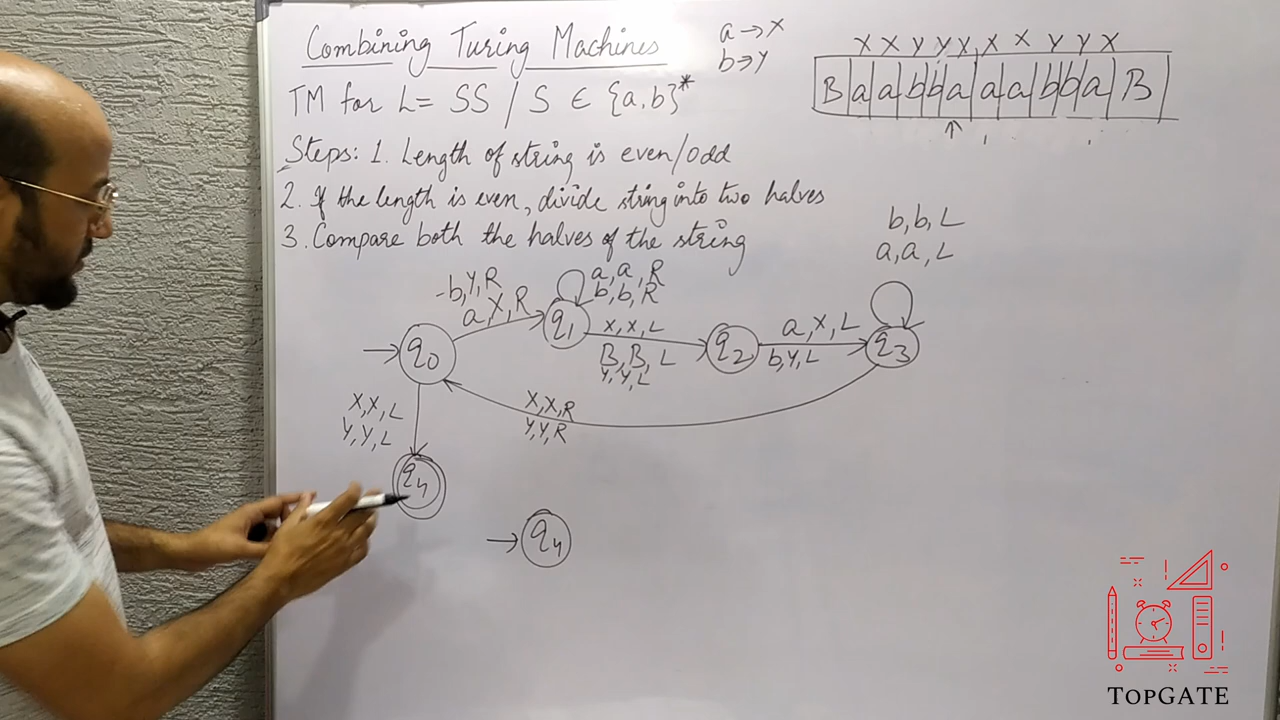 Combining Turing Machines
a → X
b → Y
TM for L = SS / S ∈ {a,b}*
X X Y Y X X X Y Y X
B a a b b a a a b b a B
Steps: 1. Length of string is even/odd
2. If the length is even, divide string into two halves
3. Compare both the halves of the string
b, b, L
a, a, L
b, Y, R
a, X, R
a, a, R
b, b, R
q0
q1
X, X, L
B, B, L
Y, Y, L
q2
a, X, L
b, Y, L
q3
X, X, R
Y, Y, R
X, X, L
Y, Y, L
q4
q4
TOPGATE